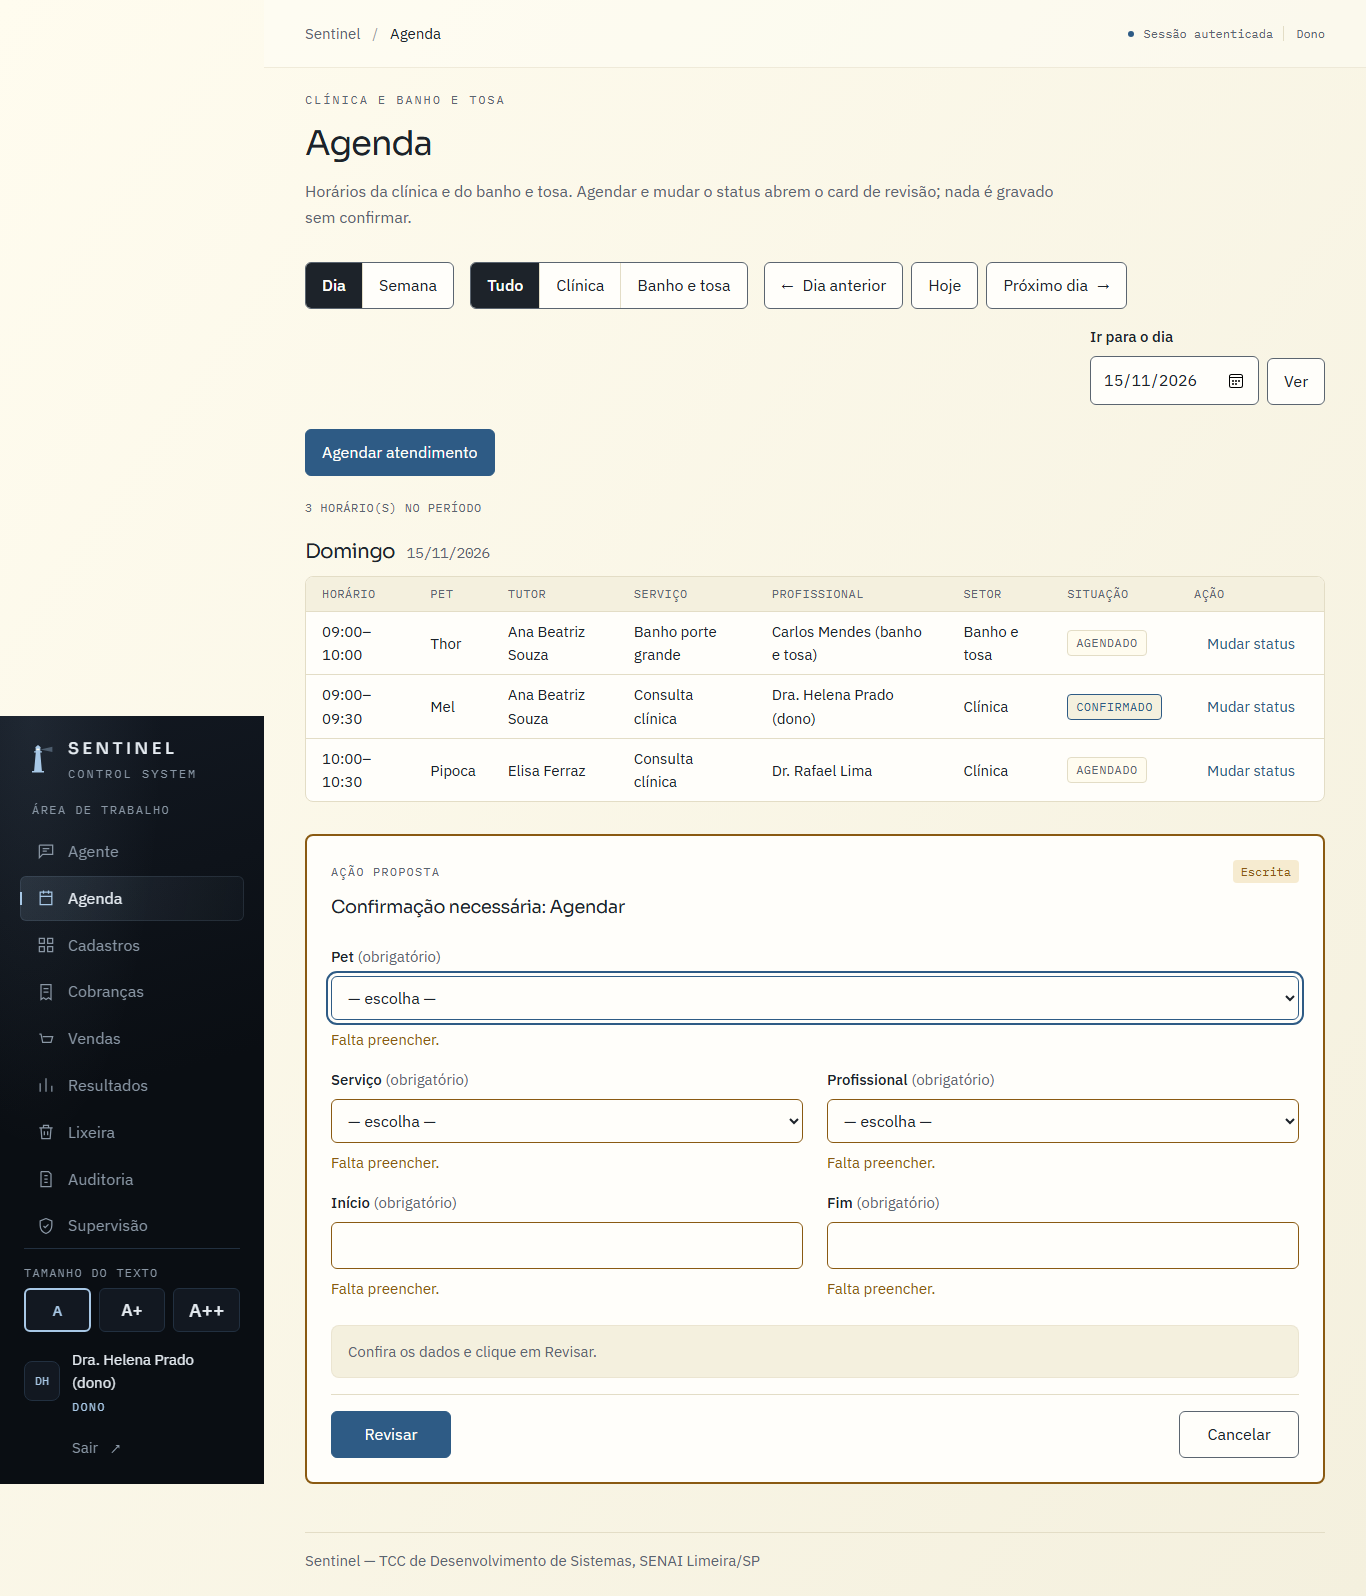 Sentinel / Agenda
Sessão autenticada
Dono
CLÍNICA E BANHO E TOSA
Agenda
Horários da clínica e do banho e tosa. Agendar e mudar o status abrem o card de revisão; nada é gravado
sem confirmar.
Dia
Semana
Tudo
Clínica
Banho e tosa
← Dia anterior
Hoje
Próximo dia →
Ir para o dia
15/11/2026
Ver
Agendar atendimento
3 HORÁRIO(S) NO PERÍODO
Domingo 15/11/2026
HORÁRIO PET TUTOR SERVIÇO PROFISSIONAL SETOR SITUAÇÃO AÇÃO
09:00–
10:00
Thor
Ana Beatriz
Souza
Banho porte
grande
Carlos Mendes (banho
e tosa)
Banho e
tosa
AGENDADO
Mudar status
09:00–
09:30
Mel
Ana Beatriz
Souza
Consulta
clínica
Dra. Helena Prado
(dono)
Clínica
CONFIRMADO
Mudar status
10:00–
10:30
Pipoca
Elisa Ferraz
Consulta
clínica
Dr. Rafael Lima
Clínica
AGENDADO
Mudar status
SENTINEL
CONTROL SYSTEM
ÁREA DE TRABALHO
Agente
Agenda
Cadastros
Cobranças
Vendas
Resultados
Lixeira
Auditoria
Supervisão
TAMANHO DO TEXTO
A
A+
A++
DH
Dra. Helena Prado
(dono)
DONO
Sair ↗
AÇÃO PROPOSTA
Escrita
Confirmação necessária: Agendar
Pet (obrigatório)
— escolha —
Falta preencher.
Serviço (obrigatório)
— escolha —
Falta preencher.
Profissional (obrigatório)
— escolha —
Falta preencher.
Início (obrigatório)
Falta preencher.
Fim (obrigatório)
Falta preencher.
Confira os dados e clique em Revisar.
Revisar
Cancelar
Sentinel — TCC de Desenvolvimento de Sistemas, SENAI Limeira/SP